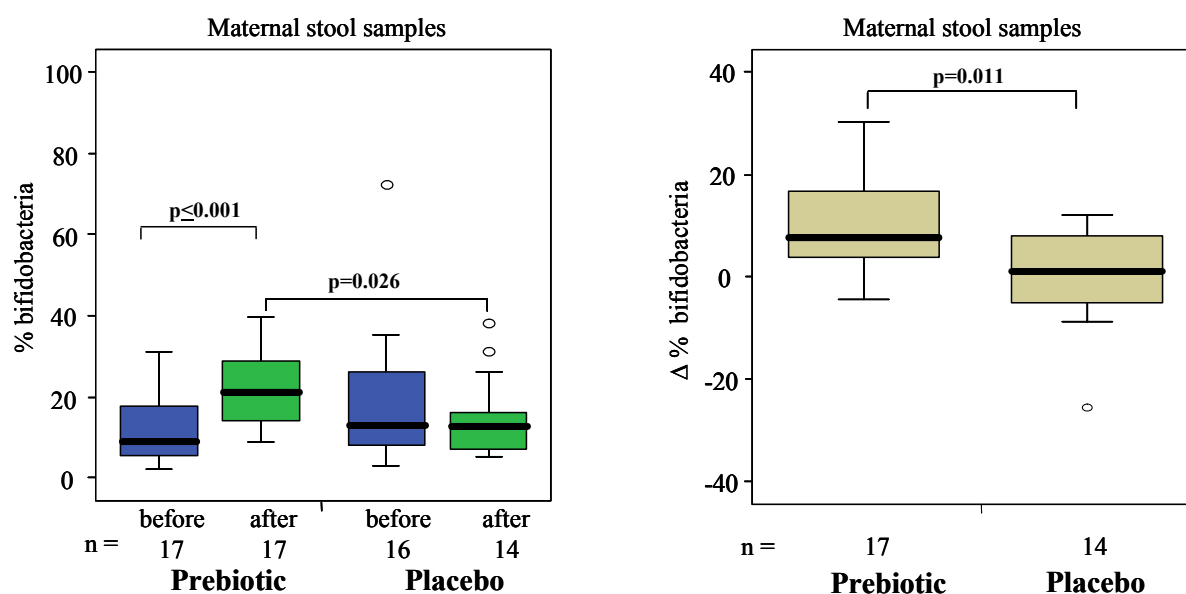 Maternal stool samples
% bifidobacteria
100
80
60
40
20
0
p≤0.001
p=0.026
before after before after
n = 17 17 16 14
Prebiotic Placebo
Maternal stool samples
Δ % bifidobacteria
40
20
0
-20
-40
p=0.011
n = 17 14
Prebiotic Placebo